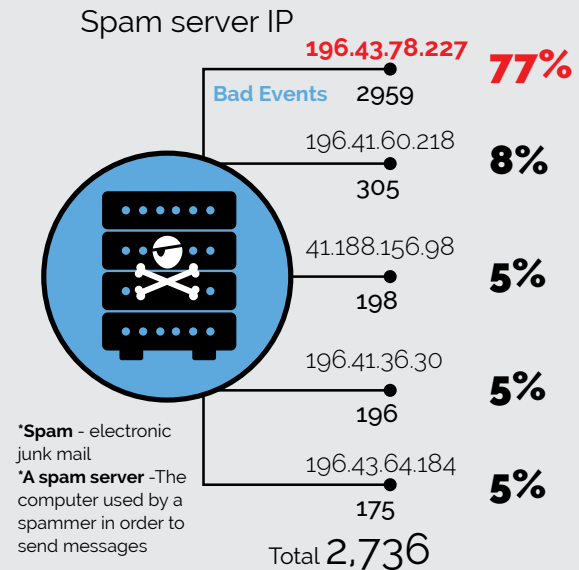 Spam server IP
196.43.78.227
77%
Bad Events 2959
196.41.60.218
8%
305
41.188.156.98
5%
198
196.41.36.30
5%
196
196.43.64.184
5%
175
*Spam - electronic
junk mail
*A spam server -The
computer used by a
spammer in order to
send messages
Total 2,736